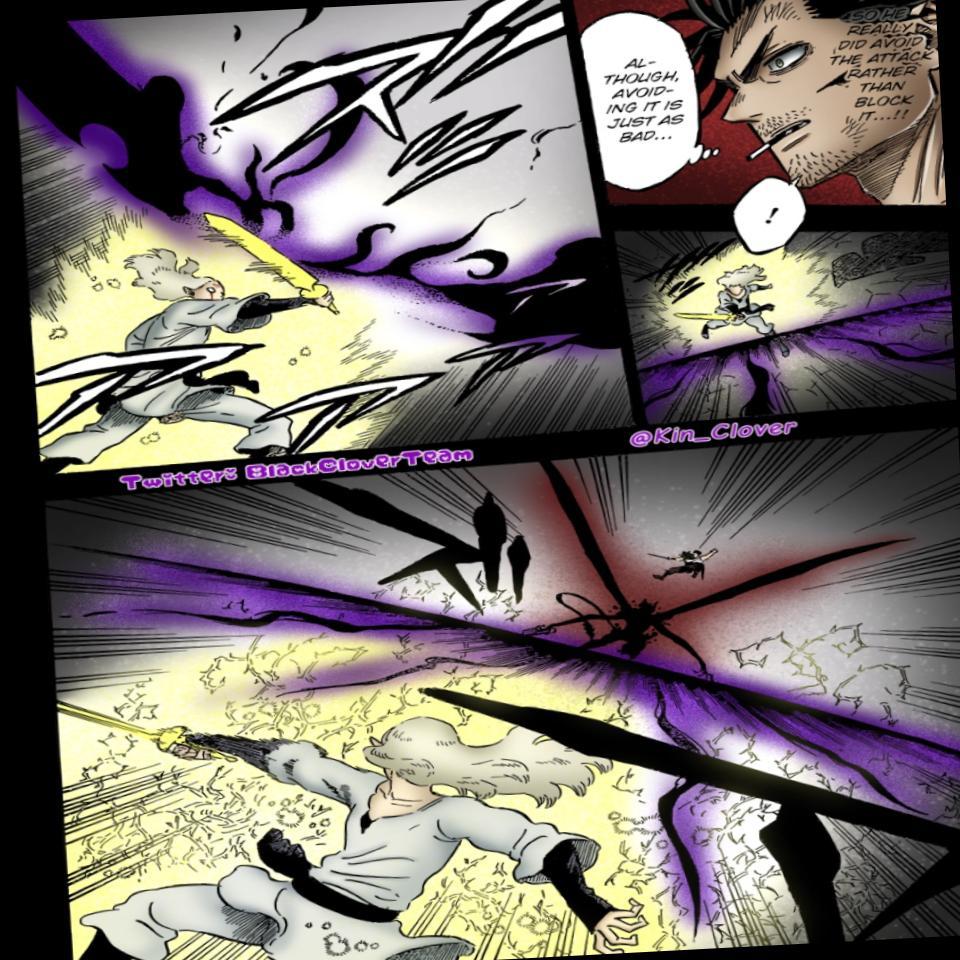 AL-
THOUGH,
AVOID-
ING IT IS
JUST AS
BAD...
SO HE
REALLY
DID AVOID
THE ATTACK
RATHER
THAN
BLOCK
IT...!!
!
@Kin_Clover
Twitter: BlackCloverTeam